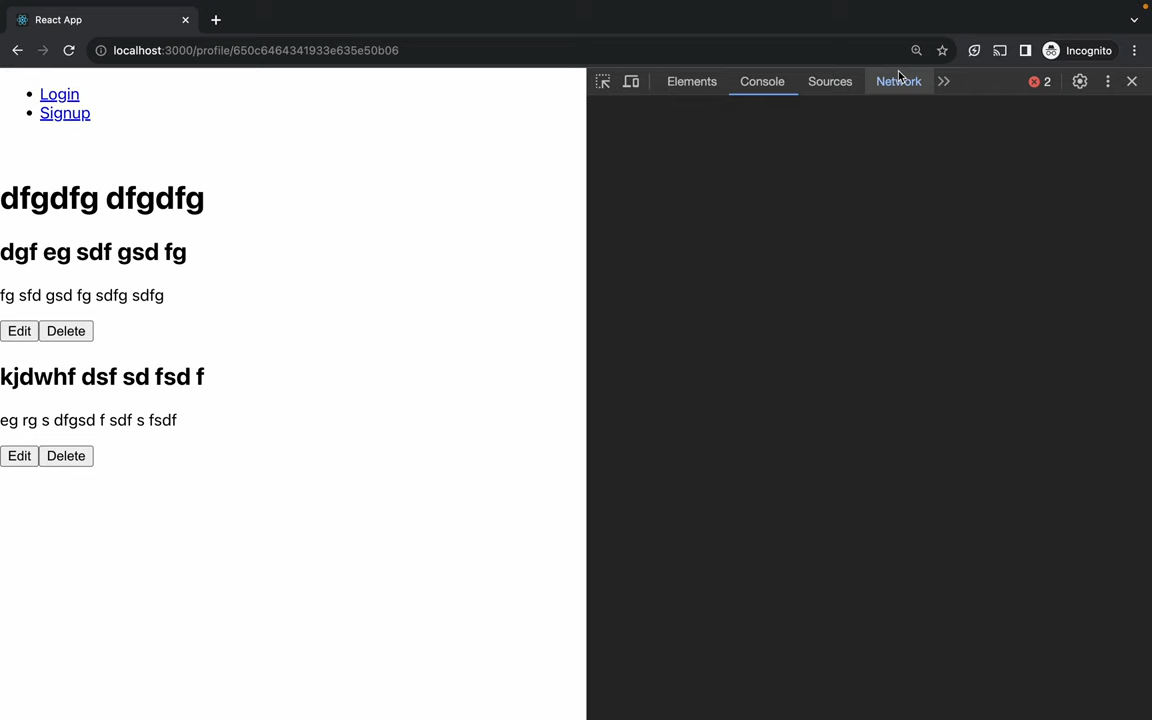 React App
localhost:3000/profile/650c6464341933e635e50b06
Incognito
Login
Signup
dfgdfg dfgdfg
dgf eg sdf gsd fg
fg sfd gsd fg sdfg sdfg
Edit Delete
kjdwhf dsf sd fsd f
eg rg s dfgsd f sdf s fsdf
Edit Delete
Elements Console Sources Network 2